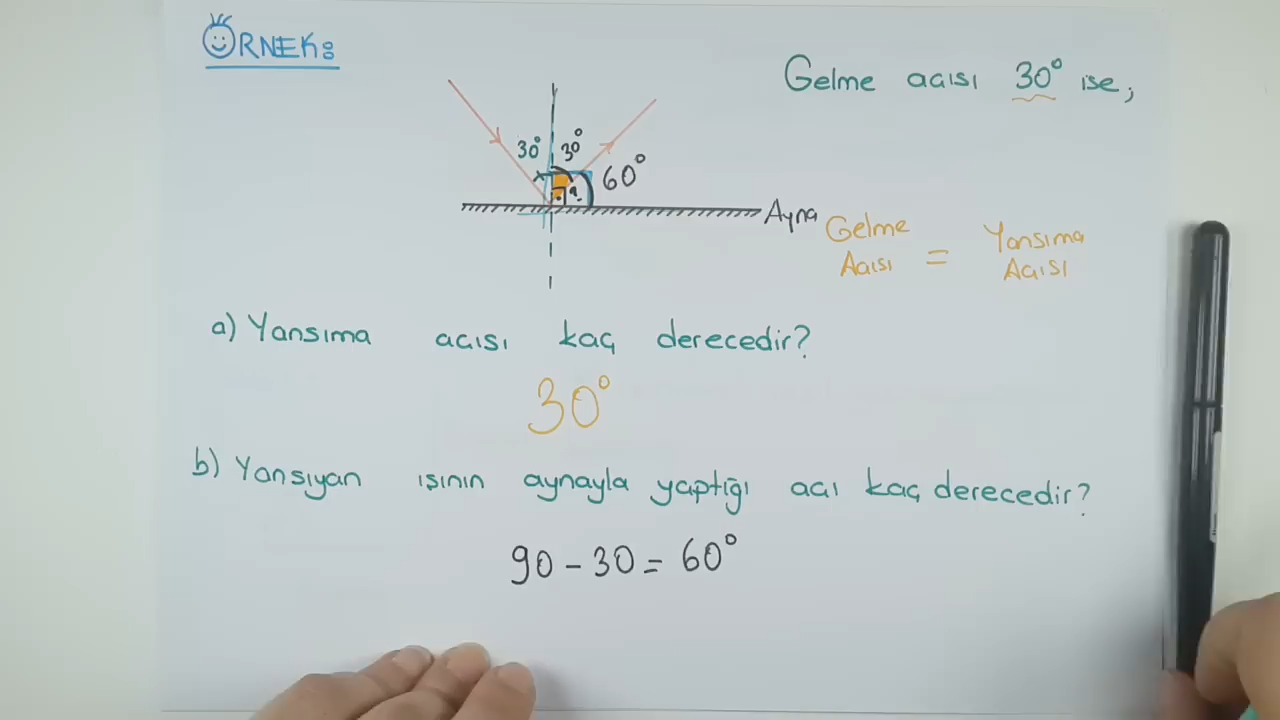 ÖRNEK:
Gelme açısı 30° ise;
30° 30°
60°
?
Ayna
Gelme Açısı = Yansıma Açısı
a) Yansıma açısı kaç derecedir?
30°
b) Yansıyan ışının aynayla yaptığı açı kaç derecedir?
90 - 30 = 60°